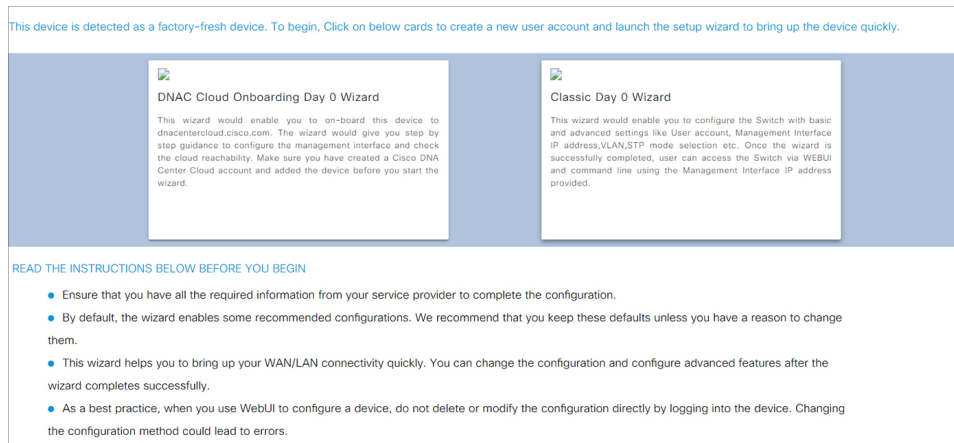 This device is detected as a factory-fresh device. To begin, Click on below cards to create a new user account and launch the setup wizard to bring up the device quickly.
DNAC Cloud Onboarding Day 0 Wizard
This wizard would enable you to on-board this device to
dnacentercloud.cisco.com. The wizard would give you step by
step guidance to configure the management interface and check
the cloud reachability. Make sure you have created a Cisco DNA
Center Cloud account and added the device before you start the
wizard.
Classic Day 0 Wizard
This wizard would enable you to configure the Switch with basic
and advanced settings like User account, Management Interface
IP address,VLAN,STP mode selection etc. Once the wizard is
successfully completed, user can access the Switch via WEBUI
and command line using the Management Interface IP address
provided.
READ THE INSTRUCTIONS BELOW BEFORE YOU BEGIN
• Ensure that you have all the required information from your service provider to complete the configuration.
• By default, the wizard enables some recommended configurations. We recommend that you keep these defaults unless you have a reason to change
them.
• This wizard helps you to bring up your WAN/LAN connectivity quickly. You can change the configuration and configure advanced features after the
wizard completes successfully.
• As a best practice, when you use WebUI to configure a device, do not delete or modify the configuration directly by logging into the device. Changing
the configuration method could lead to errors.